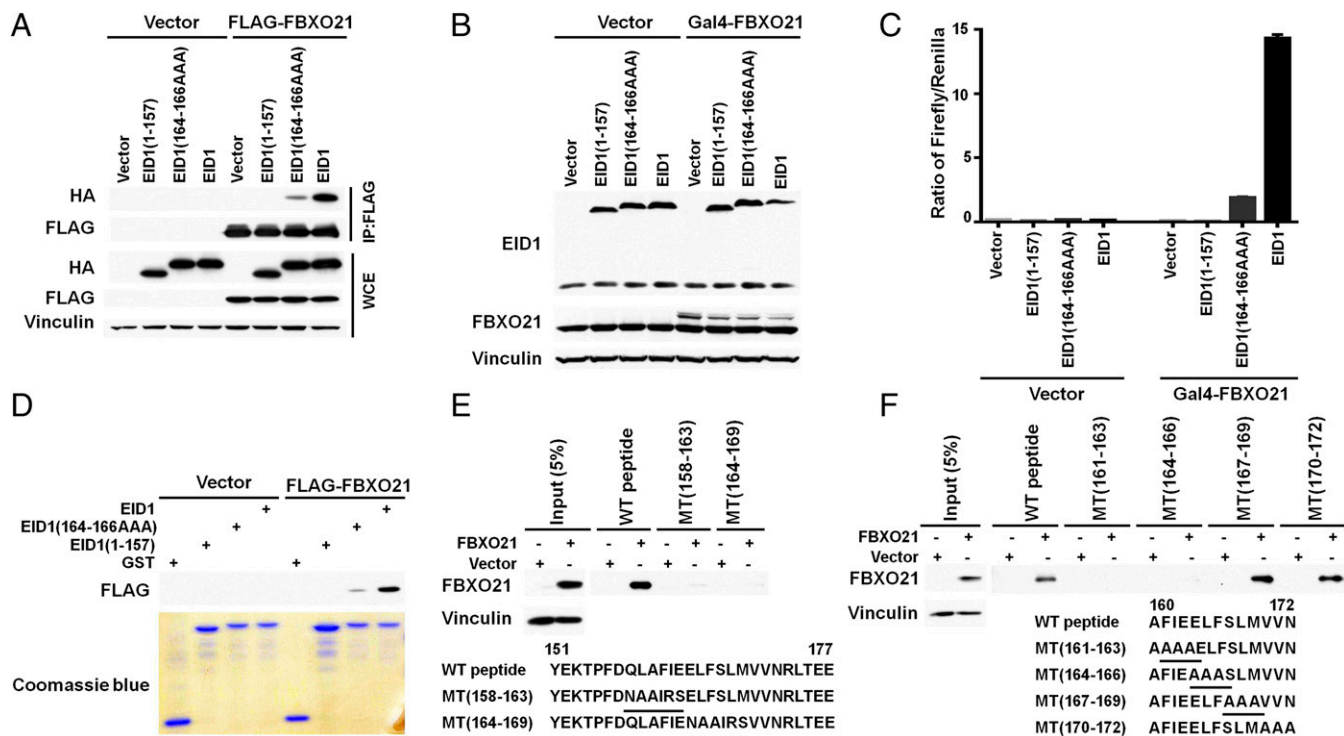 A
Vector
FLAG-FBXO21
Vector
EID1(1-157)
EID1(164-166AAA)
EID1
Vector
EID1(1-157)
EID1(164-166AAA)
EID1
HA
FLAG
IP:FLAG
HA
FLAG
Vinculin
WCE
B
Vector
Gal4-FBXO21
Vector
EID1(1-157)
EID1(164-166AAA)
EID1
Vector
EID1(1-157)
EID1(164-166AAA)
EID1
EID1
FBXO21
Vinculin
C
Ratio of Firefly/Renilla
15
10
5
0
Vector
EID1(1-157)
EID1(164-166AAA)
EID1
Vector
EID1(1-157)
EID1(164-166AAA)
EID1
Vector
Gal4-FBXO21
D
Vector
FLAG-FBXO21
EID1 + +
EID1(164-166AAA) + +
EID1(1-157) + +
GST + +
FLAG
Coomassie blue
E
Input (5%)
WT peptide
MT(158-163)
MT(164-169)
FBXO21 - + - + - + - +
Vector + - + - + - + -
FBXO21
Vinculin
151 177
WT peptide YEKTPFDQLAFIEELFSLMVVNRLTEE
MT(158-163) YEKTPFDNAAIRSELFSLMVVNRLTEE
MT(164-169) YEKTPFDQLAFIENAAIRSVVNRLTEE
F
Input (5%)
WT peptide
MT(161-163)
MT(164-166)
MT(167-169)
MT(170-172)
FBXO21 - + - + - + - + - + - +
Vector + - + - + - + - + - + -
FBXO21
Vinculin
160 172
WT peptide AFIEELFSLMVVN
MT(161-163) AAAAELFSLMVVN
MT(164-166) AFIEAAASLMVVN
MT(167-169) AFIEELFAAAVVN
MT(170-172) AFIEELFSLMAAA